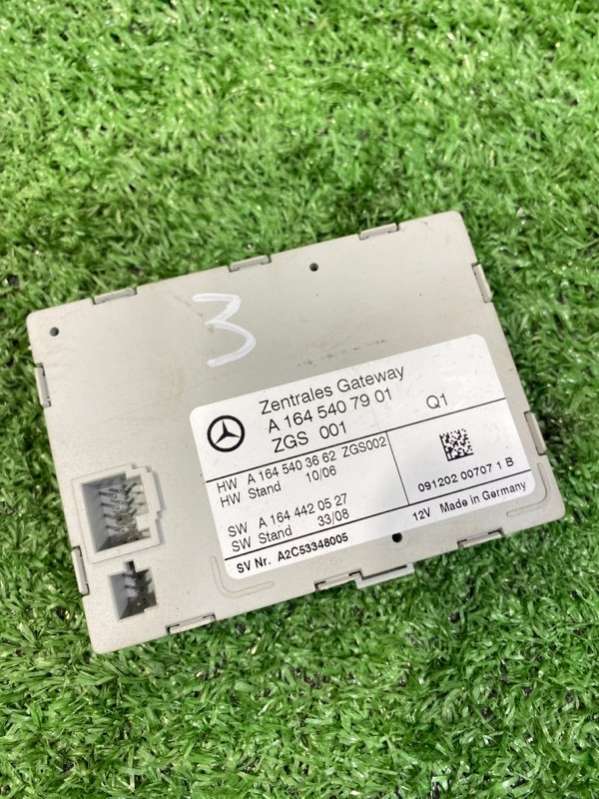 3
Zentrales Gateway
A 164 540 79 01 Q1
ZGS 001
HW A 164 540 36 62 ZGS002
HW Stand 10/06
SW A 164 442 05 27
SW Stand 33/08
091202 00707 1 B
SV Nr. A2C53348005 12V Made in Germany